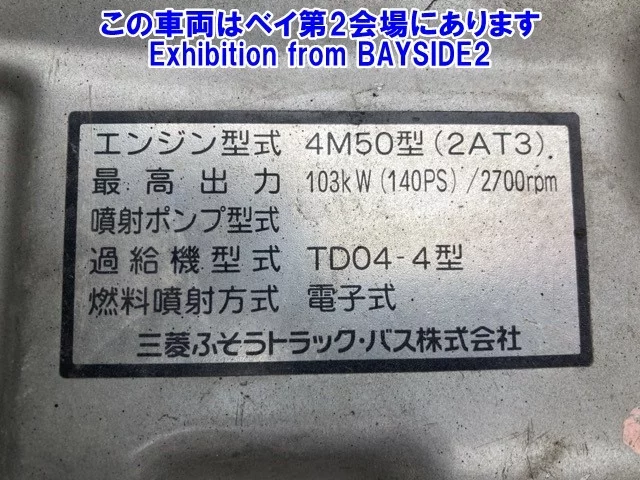 この車両はベイ第2会場にあります
Exhibition from BAYSIDE2
エンジン型式 4M50型(2AT3).
最高出力 103kW(140PS)/2700rpm
噴射ポンプ型式
過給機型式 TD04-4型
燃料噴射方式 電子式
三菱ふそうトラック・バス株式会社